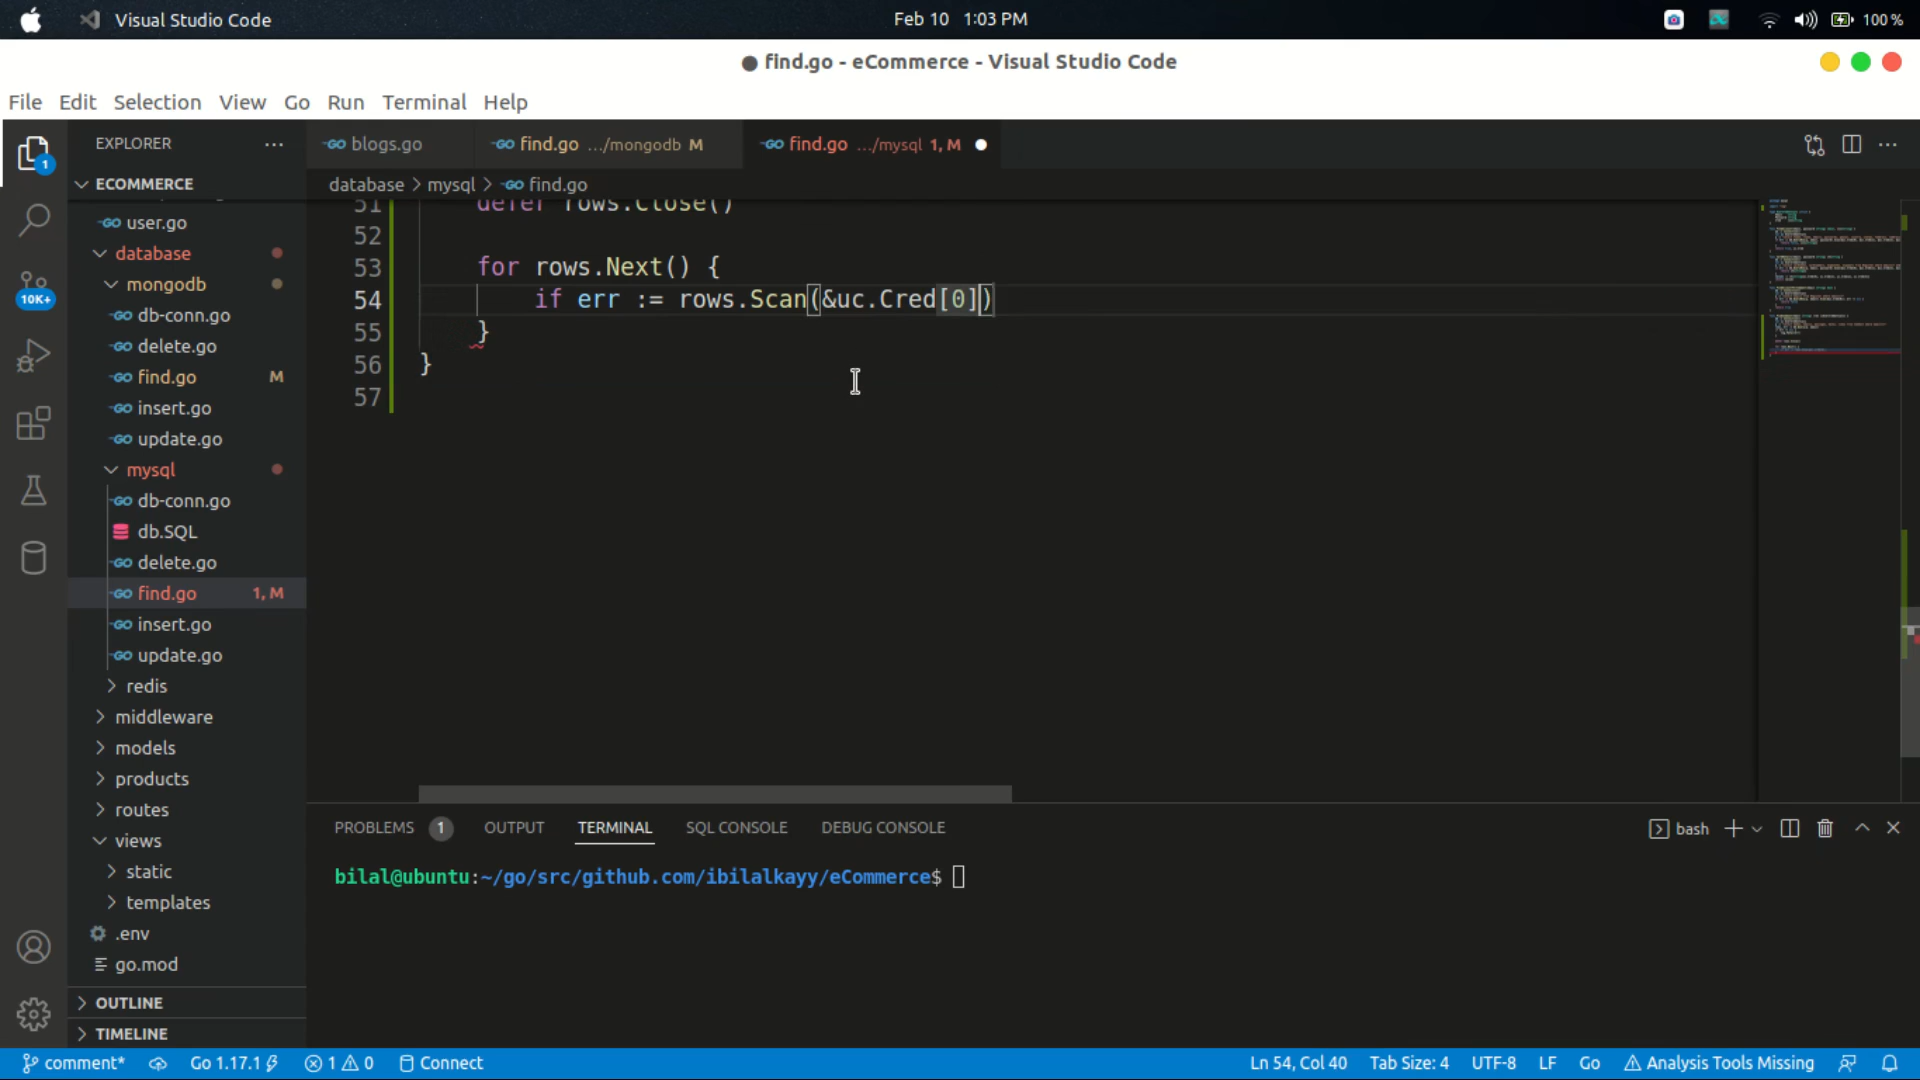 Visual Studio Code
Feb 10 1:03 PM
100 %
● find.go - eCommerce - Visual Studio Code
File Edit Selection View Go Run Terminal Help
EXPLORER
blogs.go
find.go .../mongodb M
find.go .../mysql 1, M
ECOMMERCE
database > mysql > find.go
user.go
database
mongodb
db-conn.go
delete.go
find.go M
insert.go
update.go
mysql
db-conn.go
db.SQL
delete.go
find.go 1, M
insert.go
update.go
redis
middleware
models
products
routes
views
static
templates
.env
go.mod
OUTLINE
TIMELINE
1
10K+
51 defer rows.Close()
52
53 for rows.Next() {
54 if err := rows.Scan(&uc.Cred[0])
55 }
56 }
57
PROBLEMS 1 OUTPUT TERMINAL SQL CONSOLE DEBUG CONSOLE
bash
bilal@ubuntu:~/go/src/github.com/ibilalkayy/eCommerce$
comment* Go 1.17.1 1 0 Connect
Ln 54, Col 40 Tab Size: 4 UTF-8 LF Go Analysis Tools Missing